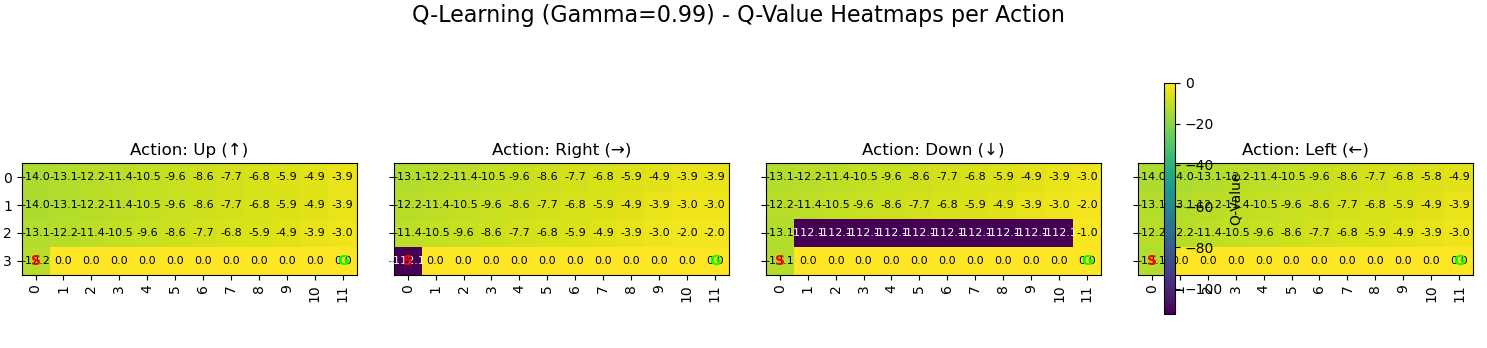 Q-Learning (Gamma=0.99) - Q-Value Heatmaps per Action
Action: Up (↑)
0 -14.0 -13.1 -12.2 -11.4 -10.5 -9.6 -8.6 -7.7 -6.8 -5.9 -4.9 -3.9
1 -14.0 -13.1 -12.2 -11.4 -10.5 -9.6 -8.6 -7.7 -6.8 -5.9 -4.9 -3.9
2 -13.1 -12.2 -11.4 -10.5 -9.6 -8.6 -7.7 -6.8 -5.9 -4.9 -3.9 -3.0
3 S 0.0 0.0 0.0 0.0 0.0 0.0 0.0 0.0 0.0 0.0 G
0 1 2 3 4 5 6 7 8 9 10 11
Action: Right (→)
-13.1 -12.2 -11.4 -10.5 -9.6 -8.6 -7.7 -6.8 -5.9 -4.9 -3.9 -3.9
-12.2 -11.4 -10.5 -9.6 -8.6 -7.7 -6.8 -5.9 -4.9 -3.9 -3.0 -3.0
-11.4 -10.5 -9.6 -8.6 -7.7 -6.8 -5.9 -4.9 -3.9 -3.0 -2.0 -2.0
S 0.0 0.0 0.0 0.0 0.0 0.0 0.0 0.0 0.0 0.0 G
0 1 2 3 4 5 6 7 8 9 10 11
Action: Down (↓)
-13.1 -12.2 -11.4 -10.5 -9.6 -8.6 -7.7 -6.8 -5.9 -4.9 -3.9 -3.0
-12.2 -11.4 -10.5 -9.6 -8.6 -7.7 -6.8 -5.9 -4.9 -3.9 -3.0 -2.0
-13.1 -112.1 -112.1 -112.1 -112.1 -112.1 -112.1 -112.1 -112.1 -112.1 -112.1 -1.0
S 0.0 0.0 0.0 0.0 0.0 0.0 0.0 0.0 0.0 0.0 G
0 1 2 3 4 5 6 7 8 9 10 11
Action: Left (←)
-14.0 -13.1 -12.2 -11.4 -10.5 -9.6 -8.6 -7.7 -6.8 -5.8 -4.9
-11.4 -10.5 -9.6 -8.6 -7.7 -6.8 -5.9 -4.9 -3.9
-11.4 -10.5 -9.6 -8.6 -7.7 -6.8 -5.9 -4.9 -3.9 -3.0
S 0.0 0.0 0.0 0.0 0.0 0.0 0.0 0.0 0.0 G
0 1 2 3 4 5 6 7 8 9 10 11
0
−20
−40
−60
−80
−100
Q-Value